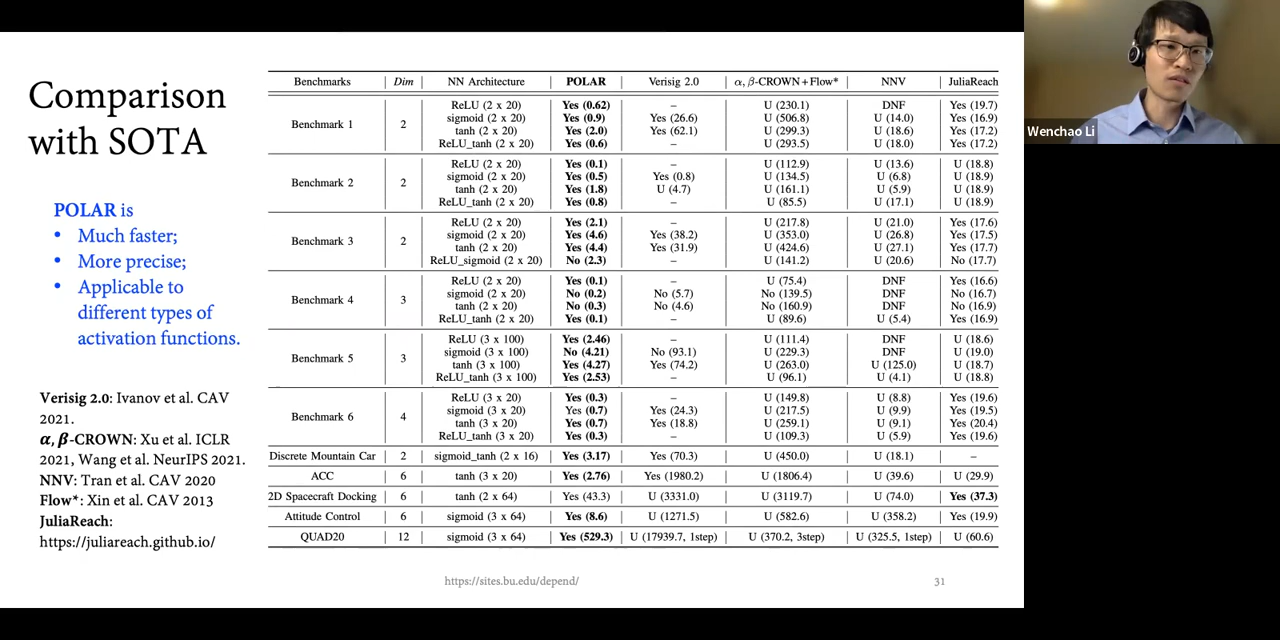 Comparison
with SOTA
POLAR is
• Much faster;
• More precise;
• Applicable to
different types of
activation functions.
Verisig 2.0: Ivanov et al. CAV
2021.
α, β-CROWN: Xu et al. ICLR
2021, Wang et al. NeurIPS 2021.
NNV: Tran et al. CAV 2020
Flow*: Xin et al. CAV 2013
JuliaReach:
https://juliareach.github.io/
Benchmarks Dim NN Architecture POLAR Verisig 2.0 α, β-CROWN + Flow* NNV JuliaReach
Benchmark 1 2
ReLU (2 x 20) Yes (0.62) – U (230.1) DNF Yes (19.7)
sigmoid (2 x 20) Yes (0.9) Yes (26.6) U (506.8) U (14.0) Yes (16.9)
tanh (2 x 20) Yes (2.0) Yes (62.1) U (299.3) U (18.6) Yes (17.2)
ReLU_tanh (2 x 20) Yes (0.6) – U (293.5) U (18.0) Yes (17.2)
Benchmark 2 2
ReLU (2 x 20) Yes (0.1) – U (112.9) U (13.6) U (18.8)
sigmoid (2 x 20) Yes (0.5) Yes (0.8) U (134.5) U (6.8) U (18.9)
tanh (2 x 20) Yes (1.8) U (4.7) U (161.1) U (5.9) U (18.9)
ReLU_tanh (2 x 20) Yes (0.8) – U (85.5) U (17.1) U (18.9)
Benchmark 3 2
ReLU (2 x 20) Yes (2.1) – U (217.8) U (21.0) Yes (17.6)
sigmoid (2 x 20) Yes (4.6) Yes (38.2) U (353.0) U (26.8) Yes (17.5)
tanh (2 x 20) Yes (4.4) Yes (31.9) U (424.6) U (27.1) Yes (17.7)
ReLU_sigmoid (2 x 20) No (2.3) – U (141.2) U (20.6) No (17.7)
Benchmark 4 3
ReLU (2 x 20) Yes (0.1) – U (75.4) DNF Yes (16.6)
sigmoid (2 x 20) No (0.2) No (5.7) No (139.5) DNF No (16.7)
tanh (2 x 20) No (0.3) No (4.6) No (160.9) DNF No (16.9)
ReLU_tanh (2 x 20) Yes (0.1) – U (89.6) U (5.4) Yes (16.9)
Benchmark 5 3
ReLU (3 x 100) Yes (2.46) – U (111.4) DNF U (18.6)
sigmoid (3 x 100) No (4.21) No (93.1) U (229.3) DNF U (19.0)
tanh (3 x 100) Yes (4.27) Yes (74.2) U (263.0) U (125.0) U (18.7)
ReLU_tanh (3 x 100) Yes (2.53) – U (96.1) U (4.1) U (18.8)
Benchmark 6 4
ReLU (3 x 20) Yes (0.3) – U (149.8) U (8.8) Yes (19.6)
sigmoid (3 x 20) Yes (0.7) Yes (24.3) U (217.5) U (9.9) Yes (19.5)
tanh (3 x 20) Yes (0.7) Yes (18.8) U (259.1) U (9.1) Yes (20.4)
ReLU_tanh (3 x 20) Yes (0.3) – U (109.3) U (5.9) Yes (19.6)
Discrete Mountain Car 2 sigmoid_tanh (2 x 16) Yes (3.17) Yes (70.3) U (450.0) U (18.1) –
ACC 6 tanh (3 x 20) Yes (2.76) Yes (1980.2) U (1806.4) U (39.6) U (29.9)
2D Spacecraft Docking 6 tanh (2 x 64) Yes (43.3) U (3331.0) U (3119.7) U (74.0) Yes (37.3)
Attitude Control 6 sigmoid (3 x 64) Yes (8.6) U (1271.5) U (582.6) U (358.2) Yes (19.9)
QUAD20 12 sigmoid (3 x 64) Yes (529.3) U (17939.7, 1step) U (370.2, 3step) U (325.5, 1step) U (60.6)
https://sites.bu.edu/depend/
31
Wenchao Li